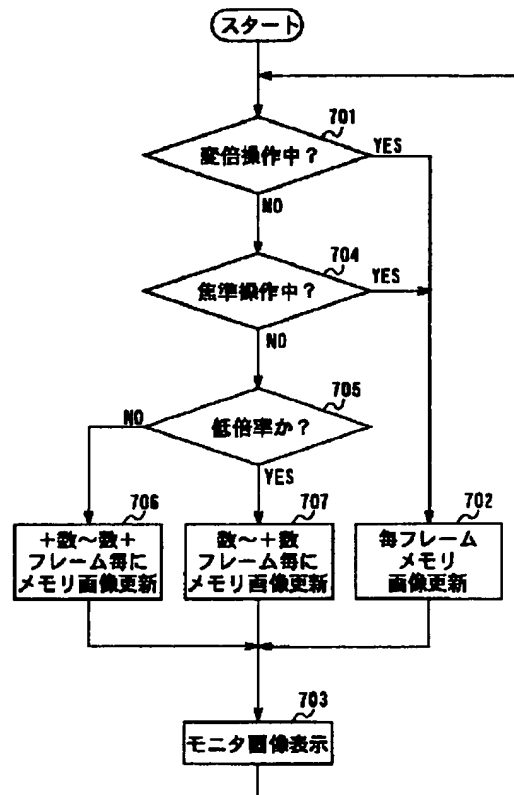 スタート
701
変倍操作中？
YES
NO
704
焦準操作中？
YES
NO
705
低倍率か？
NO
YES
706
十数～数十
フレーム毎に
メモリ画像更新
707
数～十数
フレーム毎に
メモリ画像更新
702
毎フレーム
メモリ
画像更新
703
モニタ画像表示